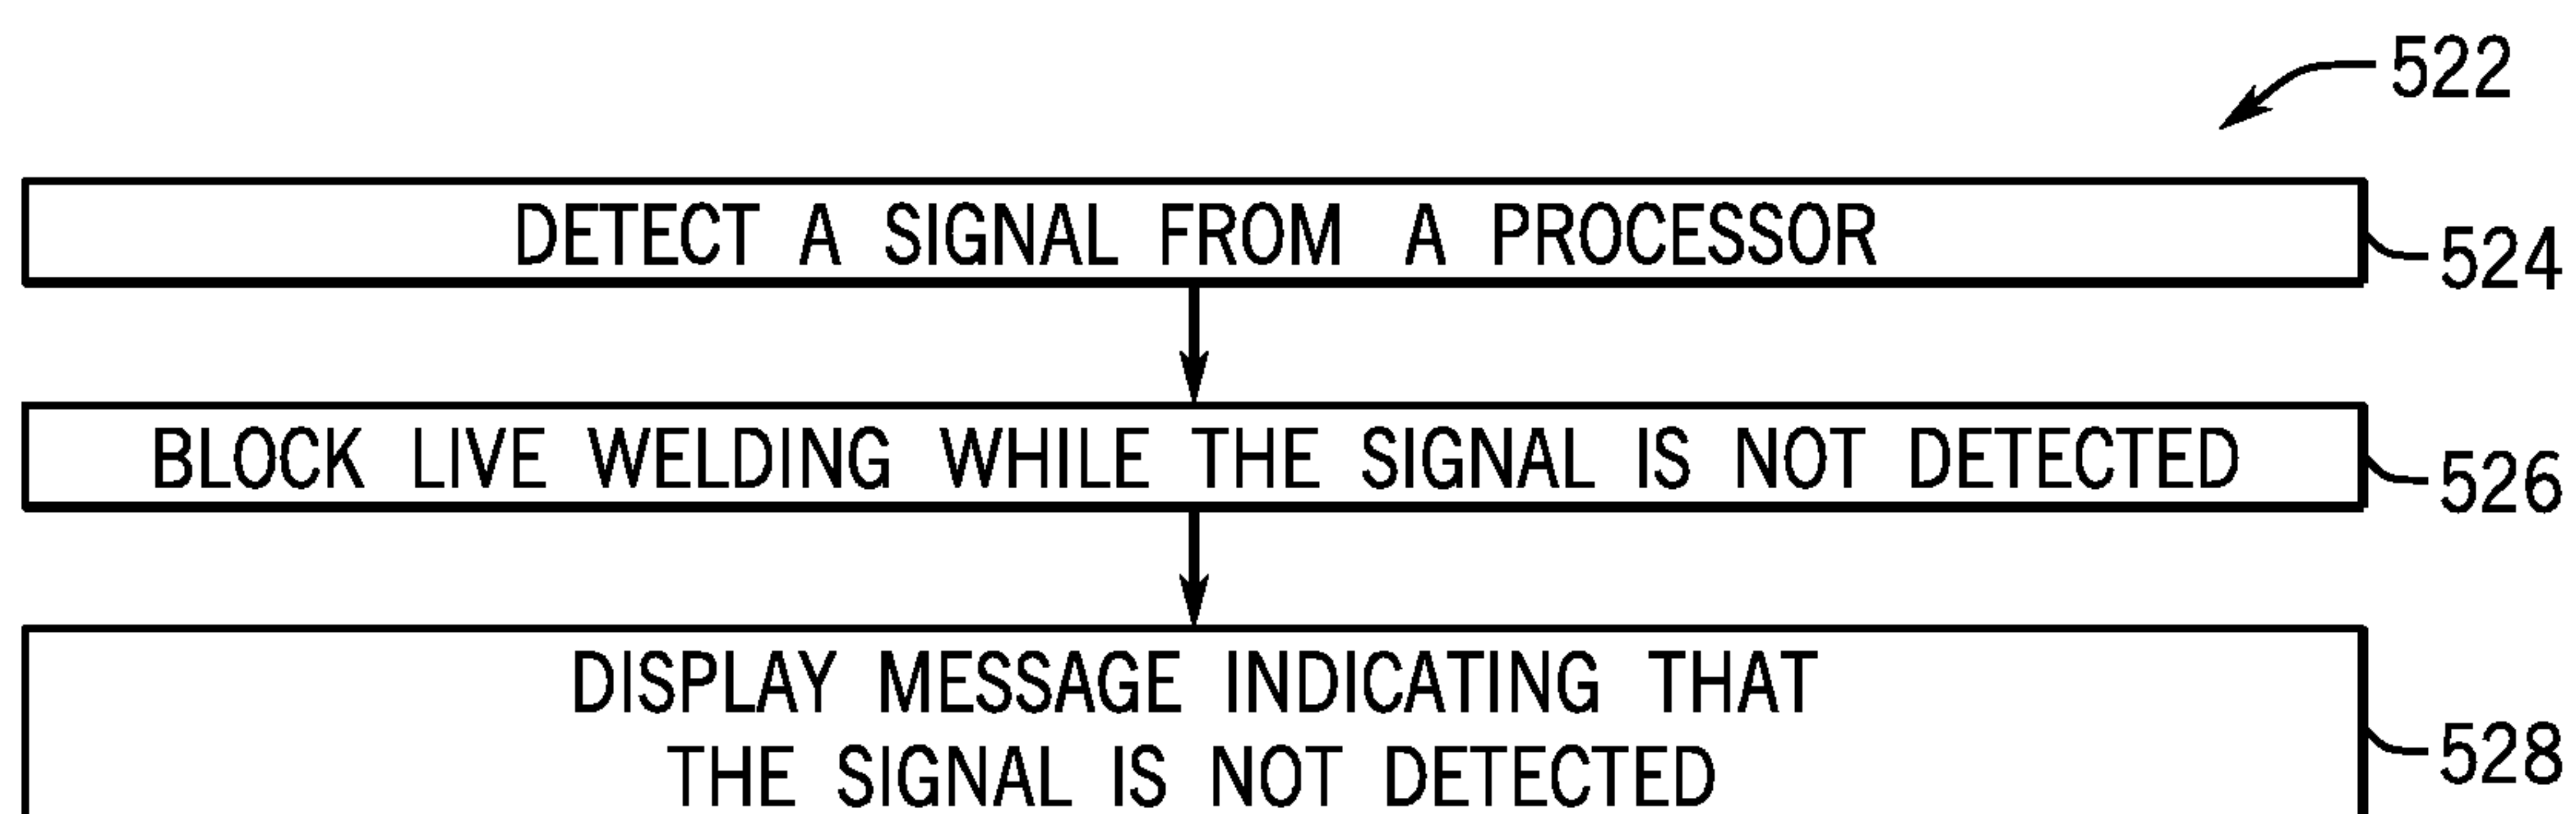 522
DETECT A SIGNAL FROM A PROCESSOR
524
BLOCK LIVE WELDING WHILE THE SIGNAL IS NOT DETECTED
526
DISPLAY MESSAGE INDICATING THAT
THE SIGNAL IS NOT DETECTED
528